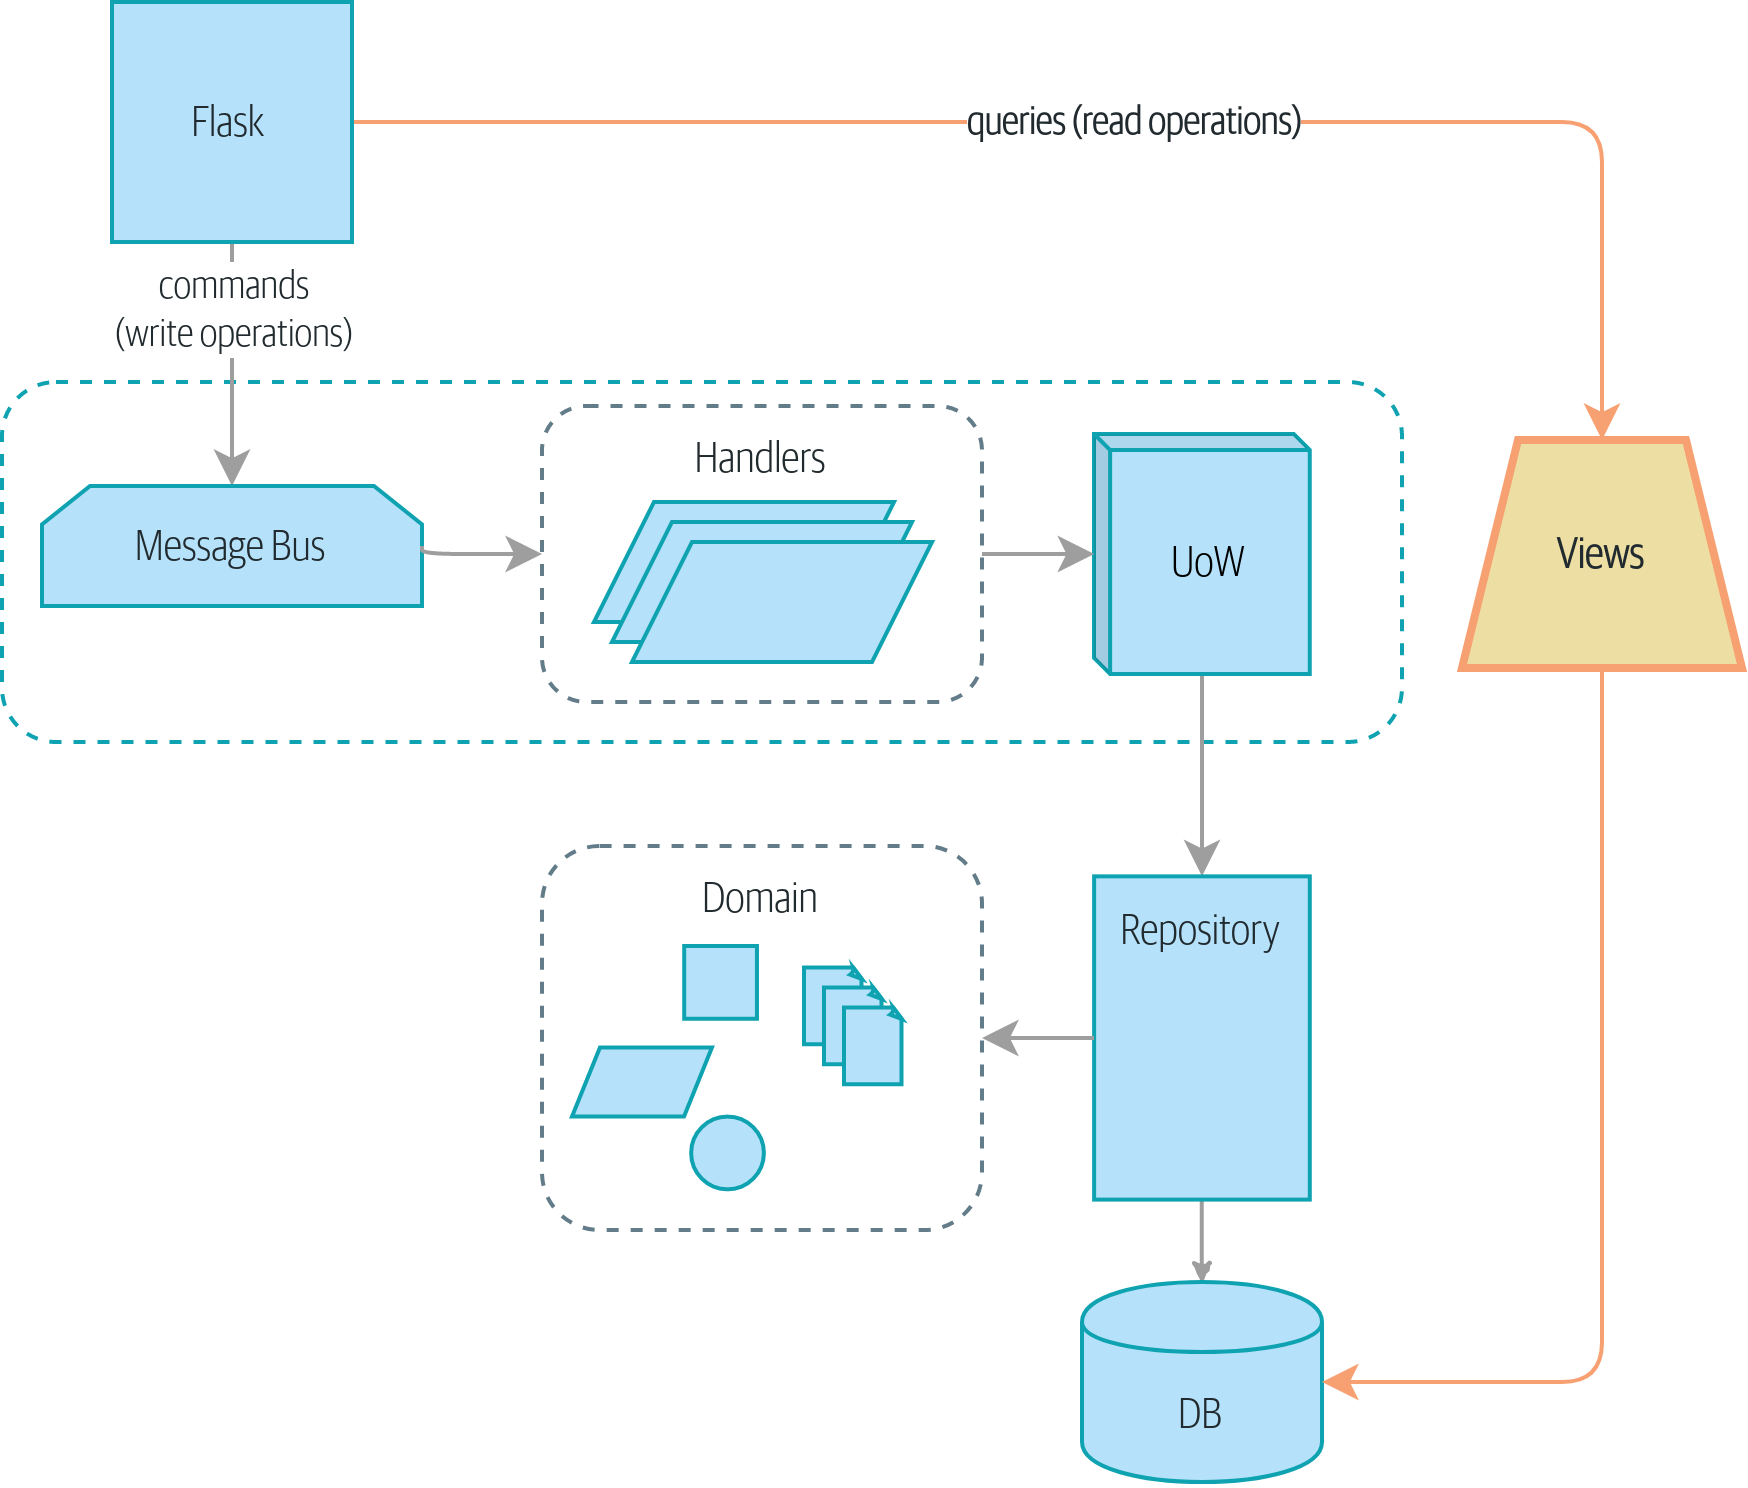 Flask
queries (read operations)
commands
(write operations)
Handlers
Message Bus
UoW
Views
Domain
Repository
DB